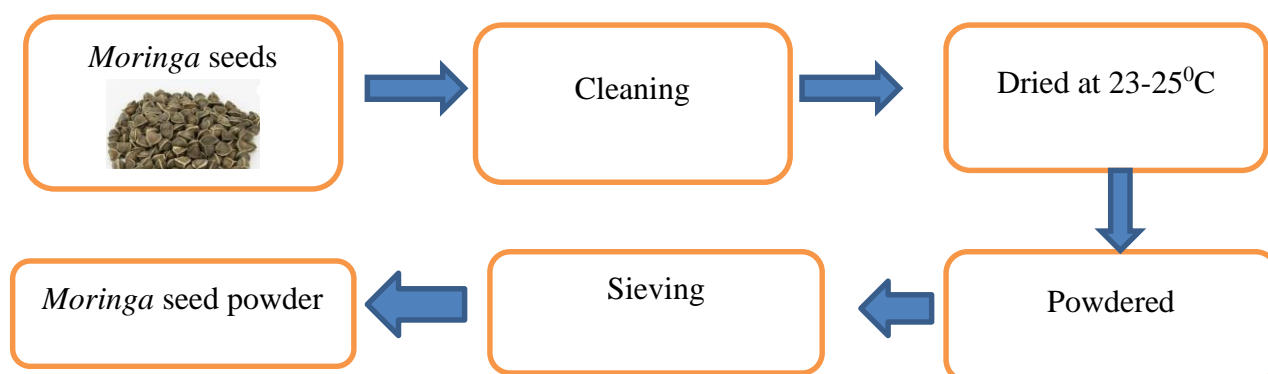 Moringa seeds
Cleaning
Dried at 23-25⁰C
Powdered
Sieving
Moringa seed powder